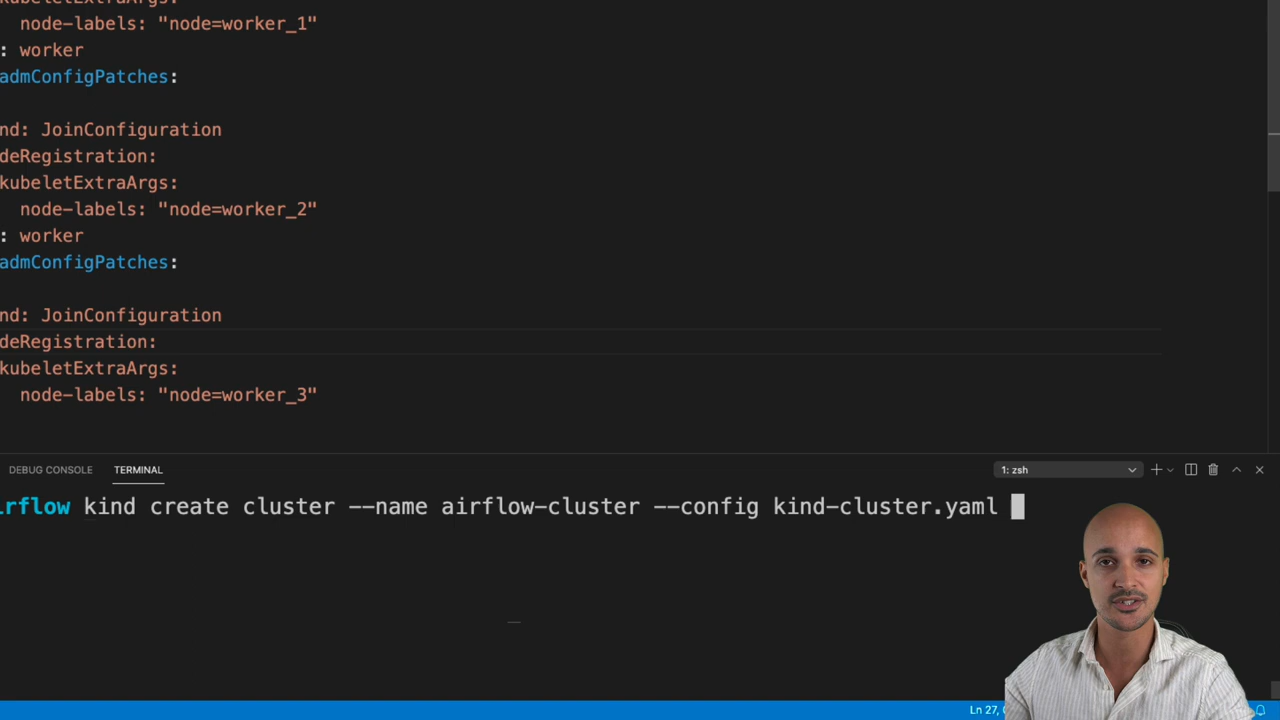 kubeletExtraArgs:
node-labels: "node=worker_1"
: worker
admConfigPatches:
nd: JoinConfiguration
deRegistration:
kubeletExtraArgs:
node-labels: "node=worker_2"
: worker
admConfigPatches:
nd: JoinConfiguration
deRegistration:
kubeletExtraArgs:
node-labels: "node=worker_3"
DEBUG CONSOLE TERMINAL 1: zsh
irflow kind create cluster --name airflow-cluster --config kind-cluster.yaml
Ln 27,